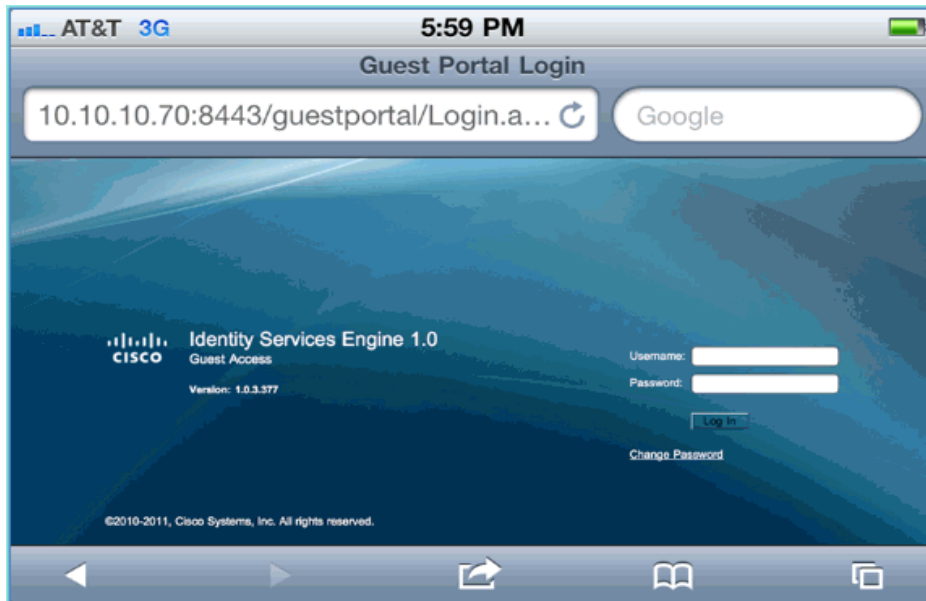 AT&T 3G 5:59 PM
Guest Portal Login
10.10.10.70:8443/guestportal/Login.a... Google
CISCO
Identity Services Engine 1.0
Guest Access
Version: 1.0.3.377
Username:
Password:
Log In
Change Password
©2010-2011, Cisco Systems, Inc. All rights reserved.